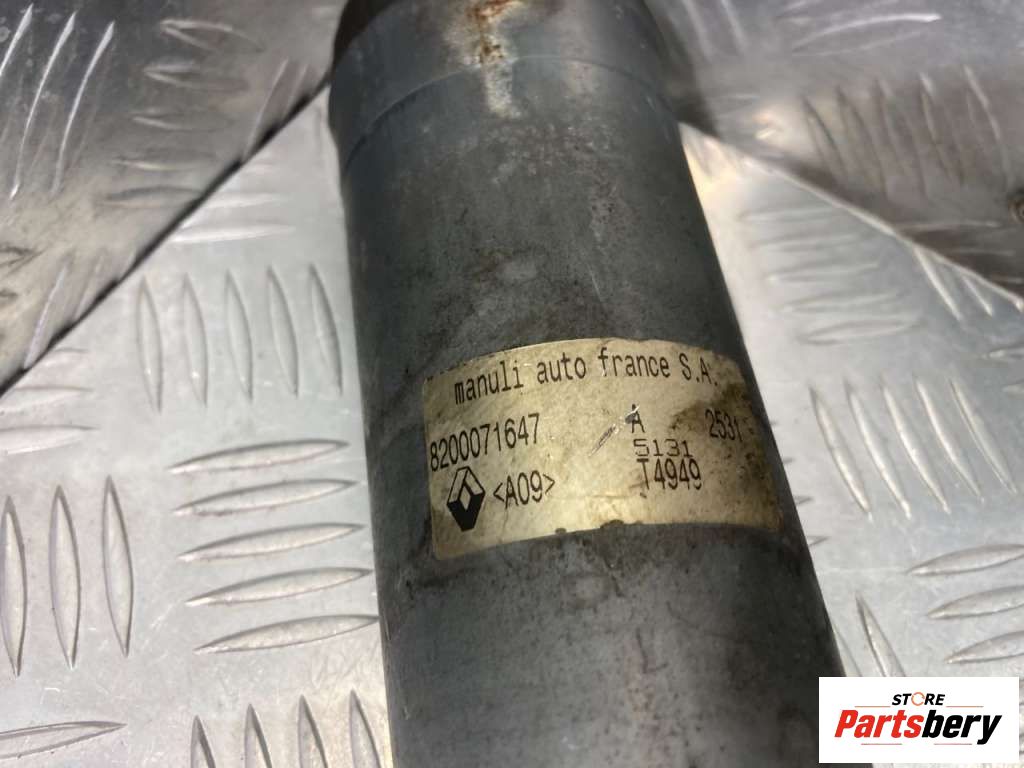 manuli auto france S.A.
8200071647 A 2531
5131
<A09> T4949
STORE
Partsbery